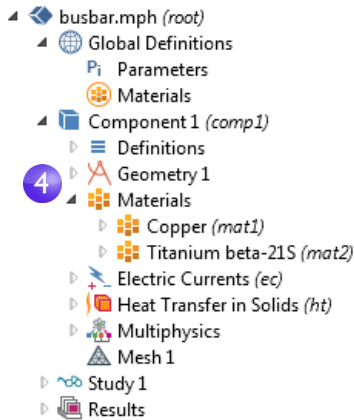 busbar.mph (root)
Global Definitions
Pi Parameters
Materials
Component 1 (comp1)
Definitions
4 Geometry 1
Materials
Copper (mat1)
Titanium beta-21S (mat2)
Electric Currents (ec)
Heat Transfer in Solids (ht)
Multiphysics
Mesh 1
Study 1
Results